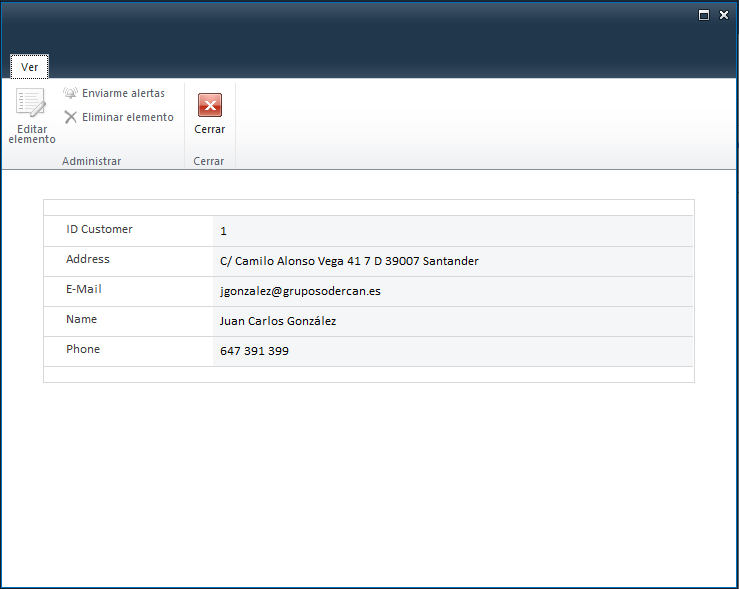 Ver
Editar
elemento
Enviarme alertas
Eliminar elemento
Administrar
Cerrar
Cerrar
ID Customer 1
Address C/ Camilo Alonso Vega 41 7 D 39007 Santander
E-Mail jgonzalez@gruposodercan.es
Name Juan Carlos González
Phone 647 391 399